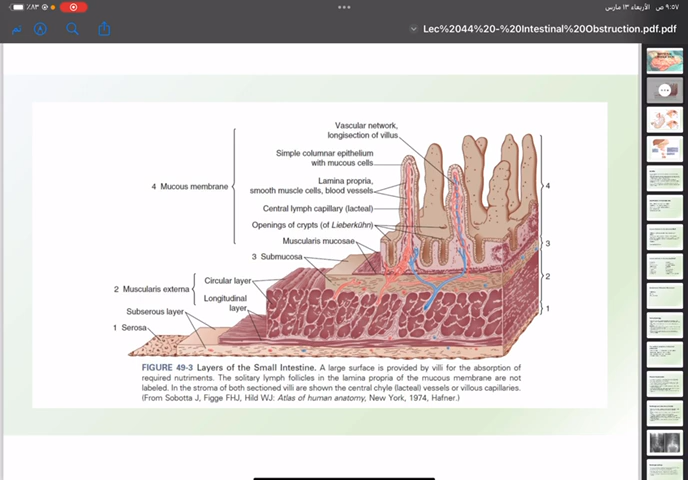 ٩:٥٧ ص الأربعاء ١٣ مارس
٨٣٪
Lec%2044%20-%20Intestinal%20Obstruction.pdf.pdf
Vascular network,
longisection of villus
Simple columnar epithelium
with mucous cells
4 Mucous membrane
Lamina propria,
smooth muscle cells, blood vessels
Central lymph capillary (lacteal)
Openings of crypts (of Lieberkühn)
Muscularis mucosae
3 Submucosa
Circular layer
2 Muscularis externa
Longitudinal
layer
Subserous layer
1 Serosa
4
3
2
1
FIGURE 49-3 Layers of the Small Intestine. A large surface is provided by villi for the absorption of
required nutriments. The solitary lymph follicles in the lamina propria of the mucous membrane are not
labeled. In the stroma of both sectioned villi are shown the central chyle (lacteal) vessels or villous capillaries.
(From Sobotta J, Figge FHJ, Hild WJ: Atlas of human anatomy, New York, 1974, Hafner.)